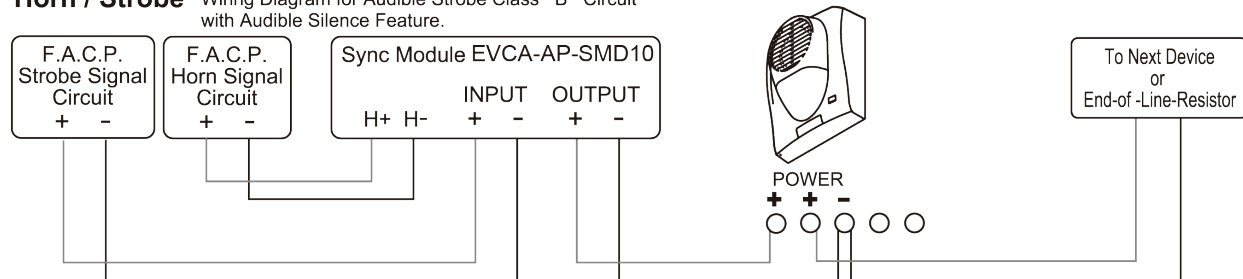 Horn / Strobe Wiring Diagram for Audible Strobe Class "B" Circuit
with Audible Silence Feature.
F.A.C.P.
Strobe Signal
Circuit
+ -
F.A.C.P.
Horn Signal
Circuit
+ -
Sync Module EVCA-AP-SMD10
INPUT OUTPUT
H+ H- + - + -
POWER
+ + -
To Next Device
or
End-of -Line-Resistor